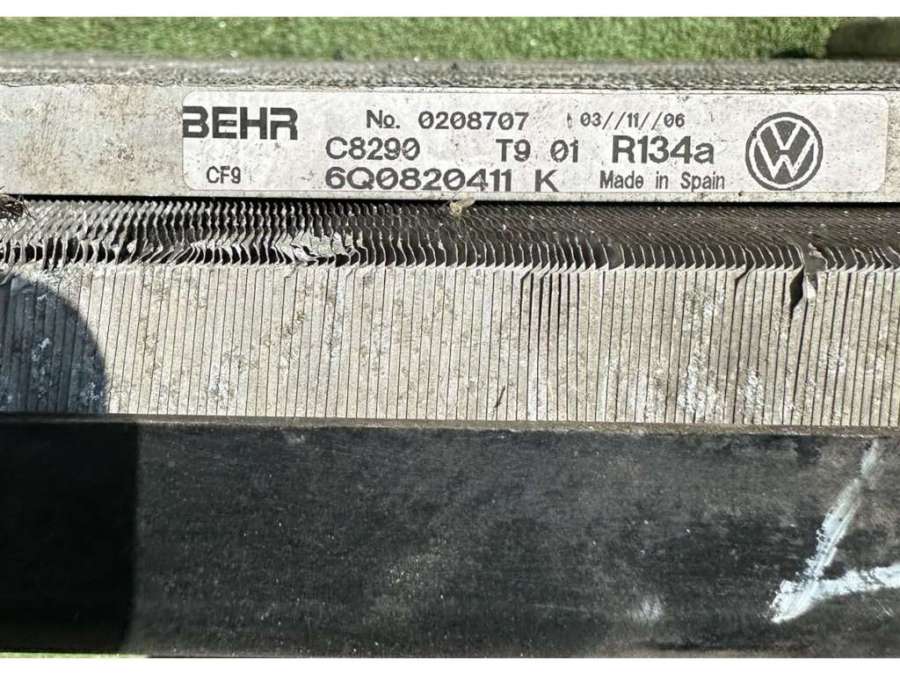 BEHR No. 0208707 03//11//06
C8290 T9 01 R134a
CF9 6Q0820411 K Made in Spain